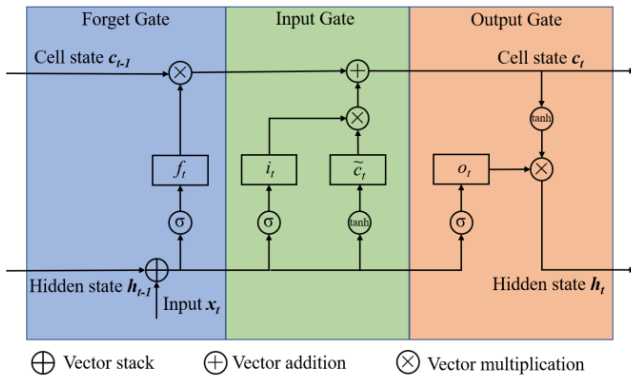 Forget Gate
Input Gate
Output Gate
Cell state c_{t-1}
Cell state c_t
tanh
f_t
i_t
c̃_t
o_t
σ
σ
tanh
σ
Hidden state h_{t-1}
Input x_t
Hidden state h_t
Vector stack
Vector addition
Vector multiplication